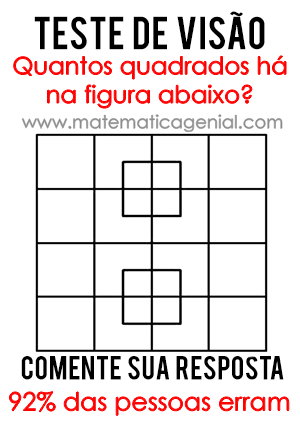 TESTE DE VISÃO
Quantos quadrados há
na figura abaixo?
www.matematicagenial.com
COMENTE SUA RESPOSTA
92% das pessoas erram